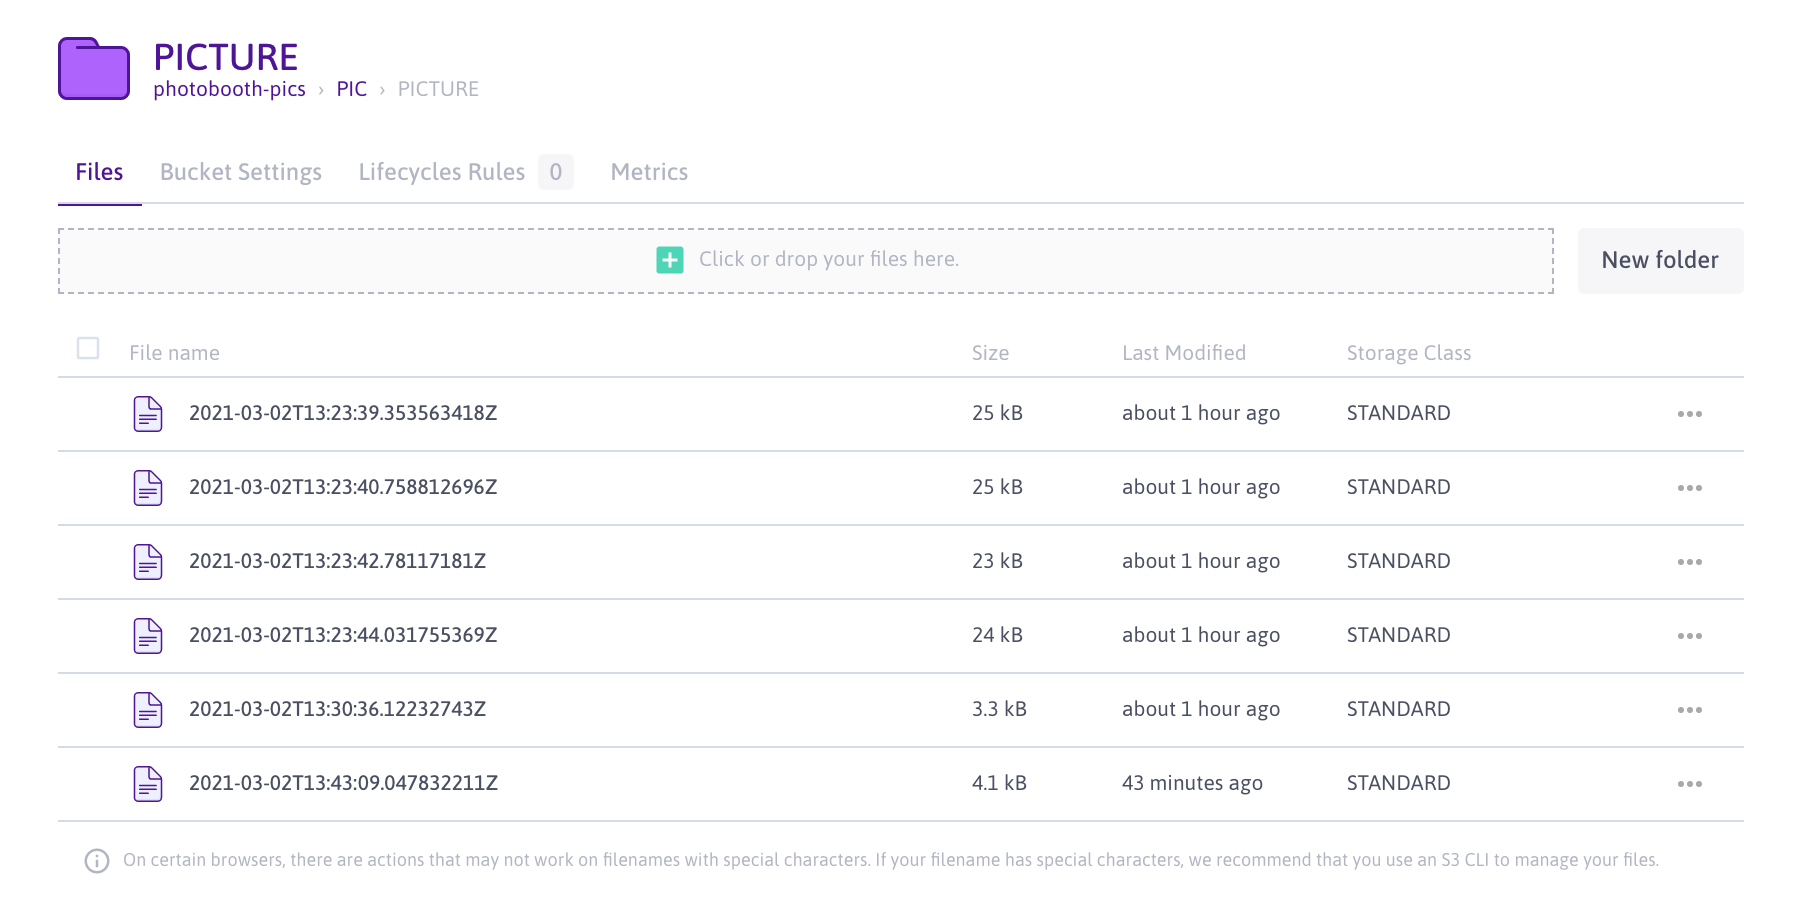 PICTURE
photobooth-pics › PIC › PICTURE
Files Bucket Settings Lifecycles Rules 0 Metrics
Click or drop your files here. New folder
File name Size Last Modified Storage Class
2021-03-02T13:23:39.353563418Z 25 kB about 1 hour ago STANDARD
2021-03-02T13:23:40.758812696Z 25 kB about 1 hour ago STANDARD
2021-03-02T13:23:42.78117181Z 23 kB about 1 hour ago STANDARD
2021-03-02T13:23:44.031755369Z 24 kB about 1 hour ago STANDARD
2021-03-02T13:30:36.12232743Z 3.3 kB about 1 hour ago STANDARD
2021-03-02T13:43:09.047832211Z 4.1 kB 43 minutes ago STANDARD
On certain browsers, there are actions that may not work on filenames with special characters. If your filename has special characters, we recommend that you use an S3 CLI to manage your files.